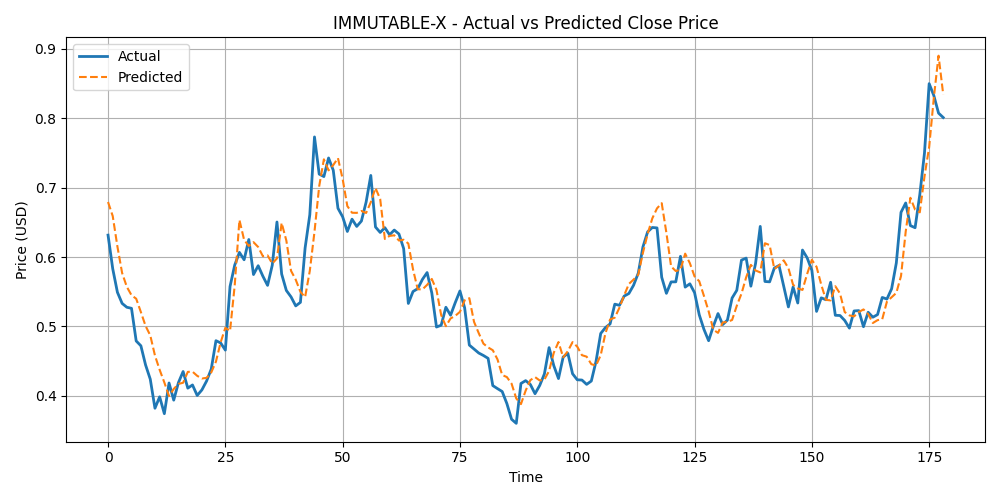 IMMUTABLE-X - Actual vs Predicted Close Price
Actual
Predicted
Price (USD)
0.9
0.8
0.7
0.6
0.5
0.4
0 25 50 75 100 125 150 175
Time